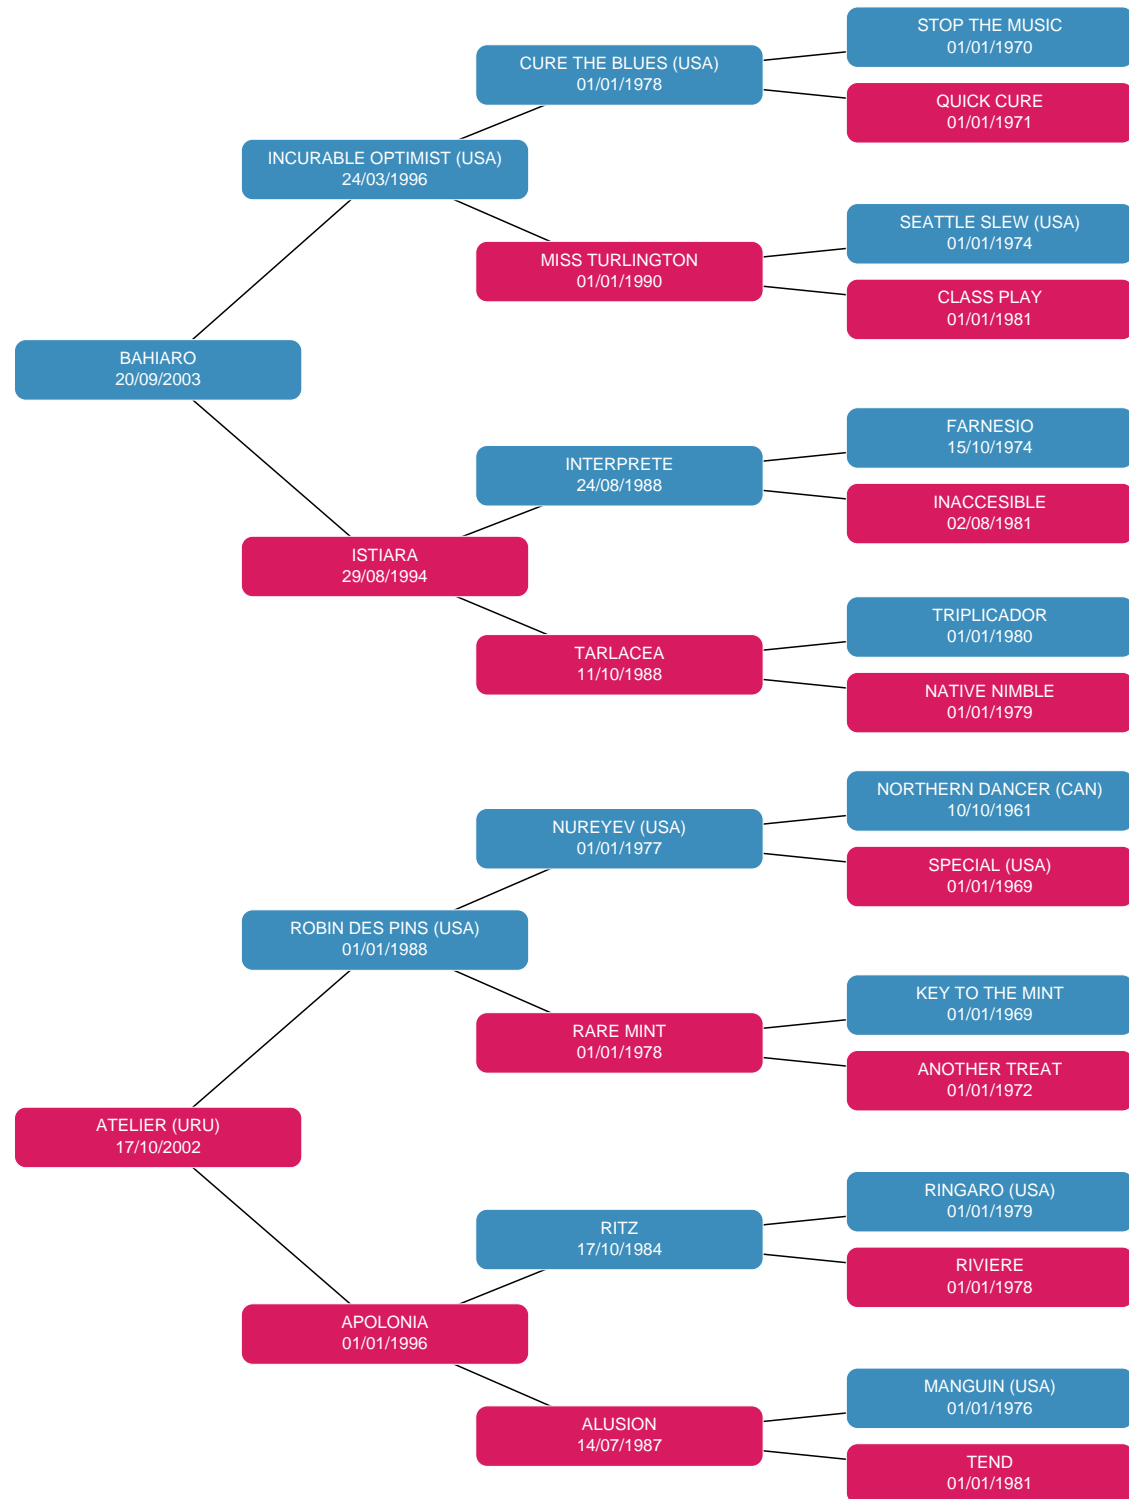 STOP THE MUSIC
01/01/1970
CURE THE BLUES (USA)
01/01/1978
QUICK CURE
01/01/1971
INCURABLE OPTIMIST (USA)
24/03/1996
SEATTLE SLEW (USA)
01/01/1974
MISS TURLINGTON
01/01/1990
CLASS PLAY
01/01/1981
BAHIARO
20/09/2003
FARNESIO
15/10/1974
INTERPRETE
24/08/1988
INACCESIBLE
02/08/1981
ISTIARA
29/08/1994
TRIPLICADOR
01/01/1980
TARLACEA
11/10/1988
NATIVE NIMBLE
01/01/1979
NORTHERN DANCER (CAN)
10/10/1961
NUREYEV (USA)
01/01/1977
SPECIAL (USA)
01/01/1969
ROBIN DES PINS (USA)
01/01/1988
KEY TO THE MINT
01/01/1969
RARE MINT
01/01/1978
ANOTHER TREAT
01/01/1972
ATELIER (URU)
17/10/2002
RINGARO (USA)
01/01/1979
RITZ
17/10/1984
RIVIERE
01/01/1978
APOLONIA
01/01/1996
MANGUIN (USA)
01/01/1976
ALUSION
14/07/1987
TEND
01/01/1981